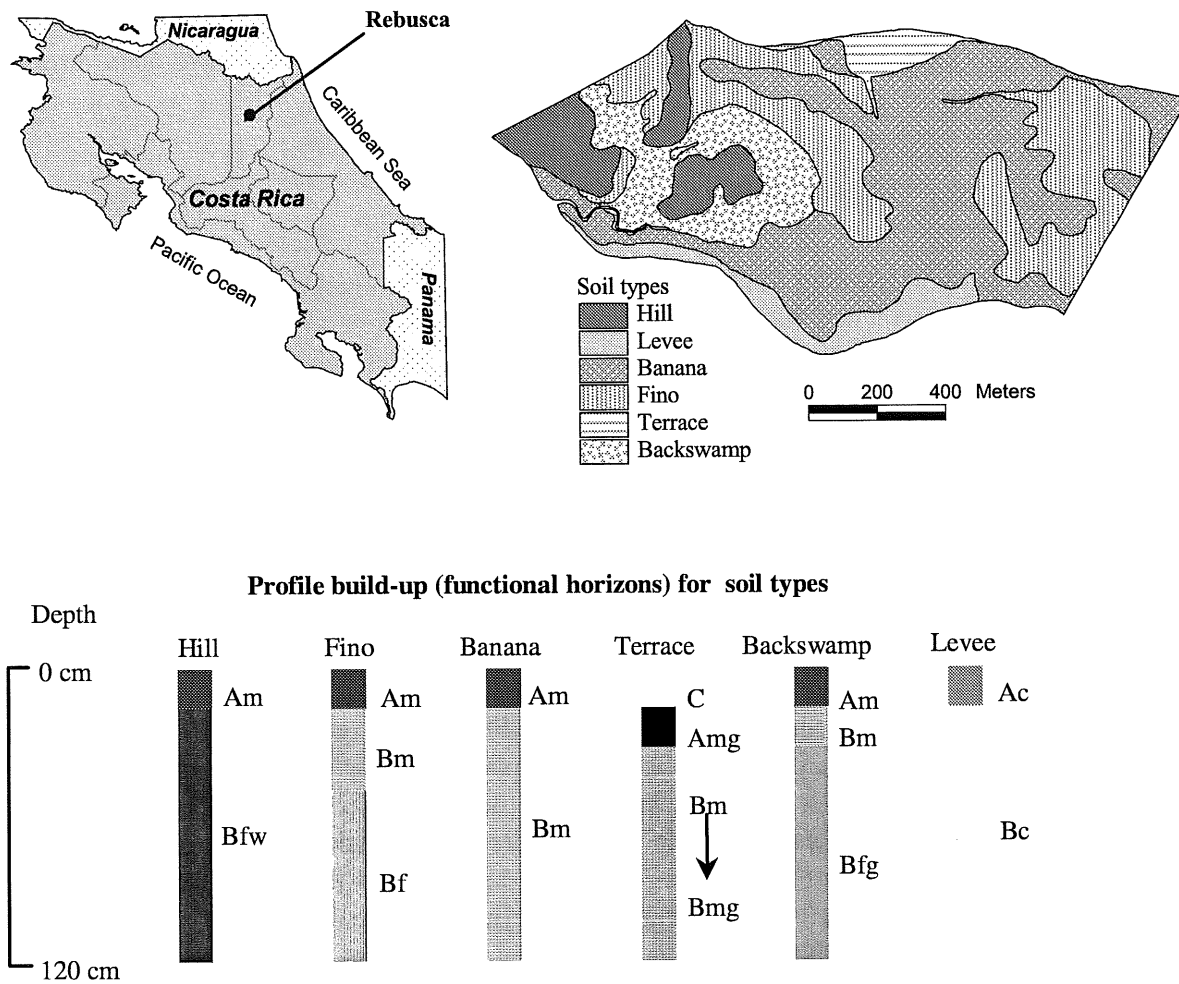 Nicaragua
Rebusca
Caribbean Sea
Costa Rica
Pacific Ocean
Panama
Soil types
Hill
Levee
Banana
Fino
Terrace
Backswamp
0 200 400 Meters
Profile build-up (functional horizons) for soil types
Depth
Hill Fino Banana Terrace Backswamp Levee
0 cm
Am Am Am C Am Ac
Amg
Bm Bm
Bm
Bfw Bm Bc
Bf Bfg
Bmg
120 cm